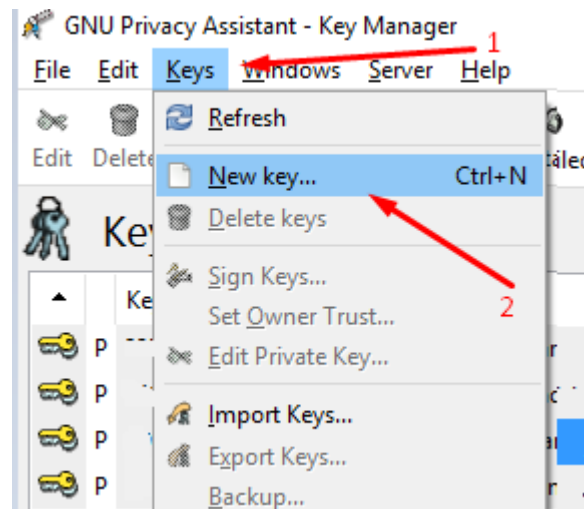 GNU Privacy Assistant - Key Manager
1
File Edit Keys Windows Server Help
Refresh
Edit
New key... Ctrl+N
Delete keys
Sign Keys...
2
Set Owner Trust...
P
Edit Private Key...
P
Import Keys...
P
Export Keys...
P
Backup...